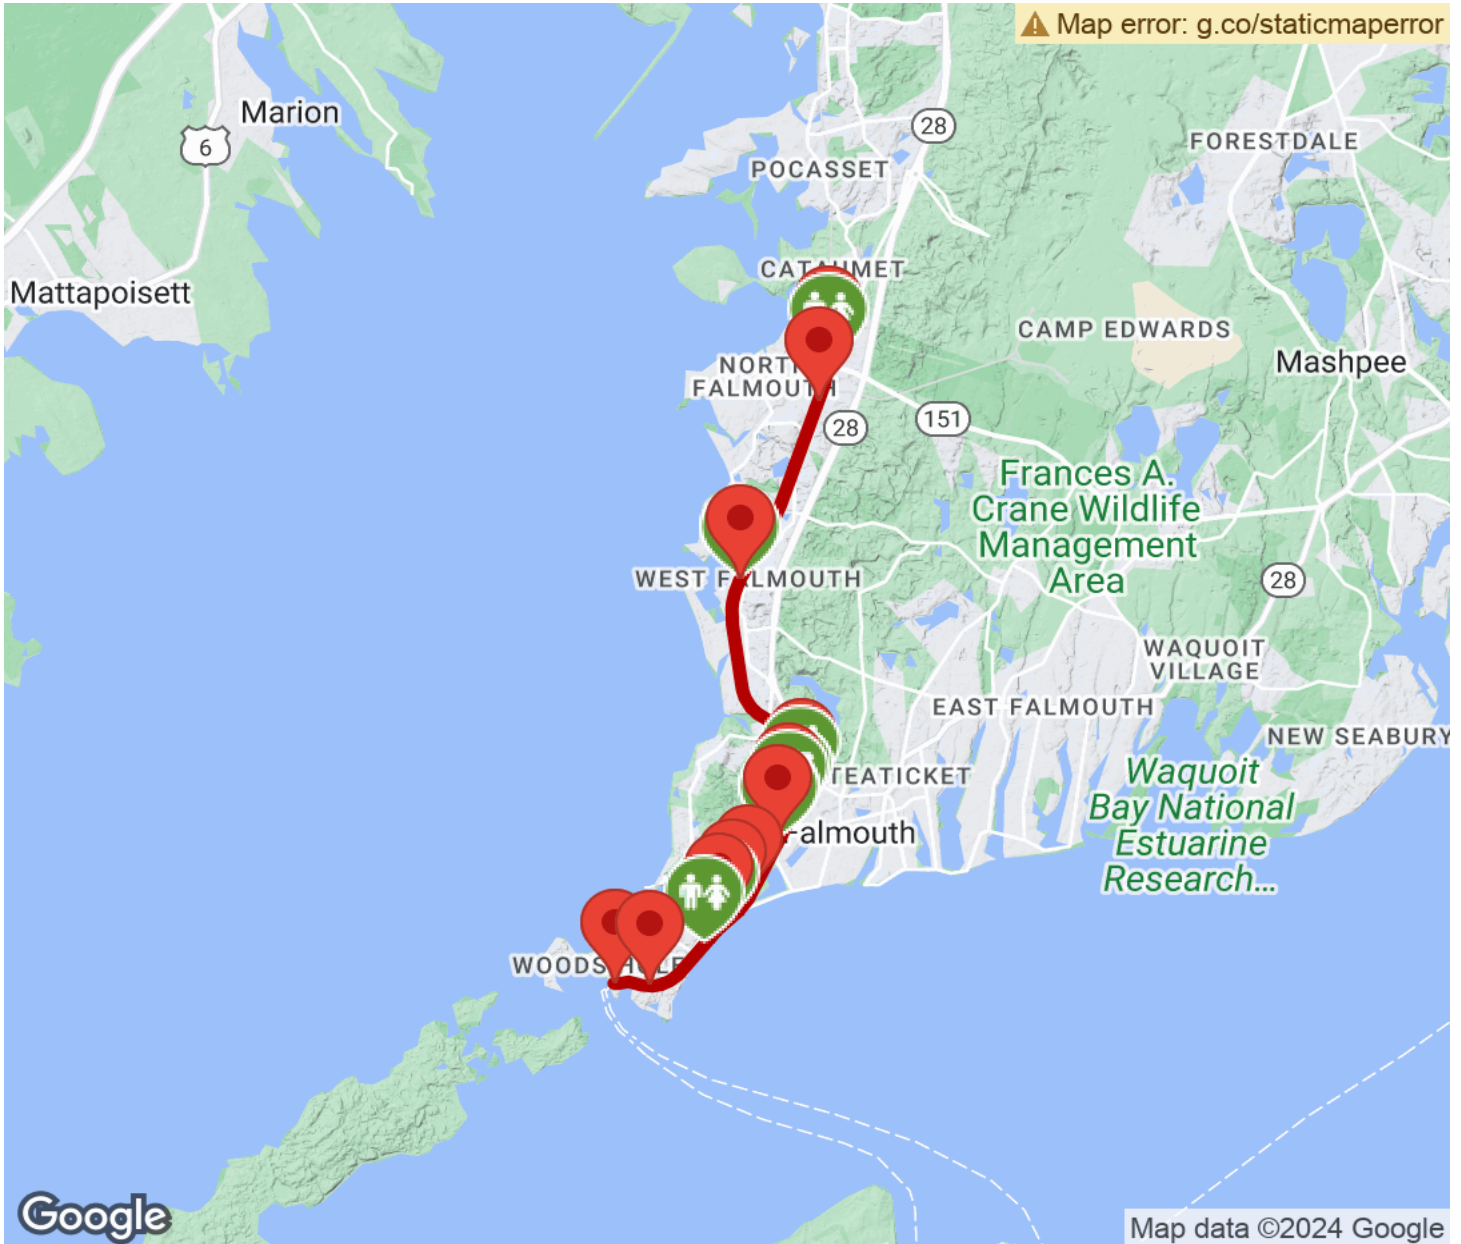 Map error: g.co/staticmaperror
Marion
28
6
FORESTDALE
POCASSET
CATAUMET
Mattapoisett
CAMP EDWARDS
Mashpee
NORTH
FALMOUTH
151
28
Frances A.
Crane Wildlife
Management
Area
WEST FALMOUTH
28
WAQUOIT
VILLAGE
EAST FALMOUTH
NEW SEABURY
TEATICKET
Waquoit
Bay National
Estuarine
Research...
Falmouth
WOODS HOLE
Google
Map data ©2024 Google